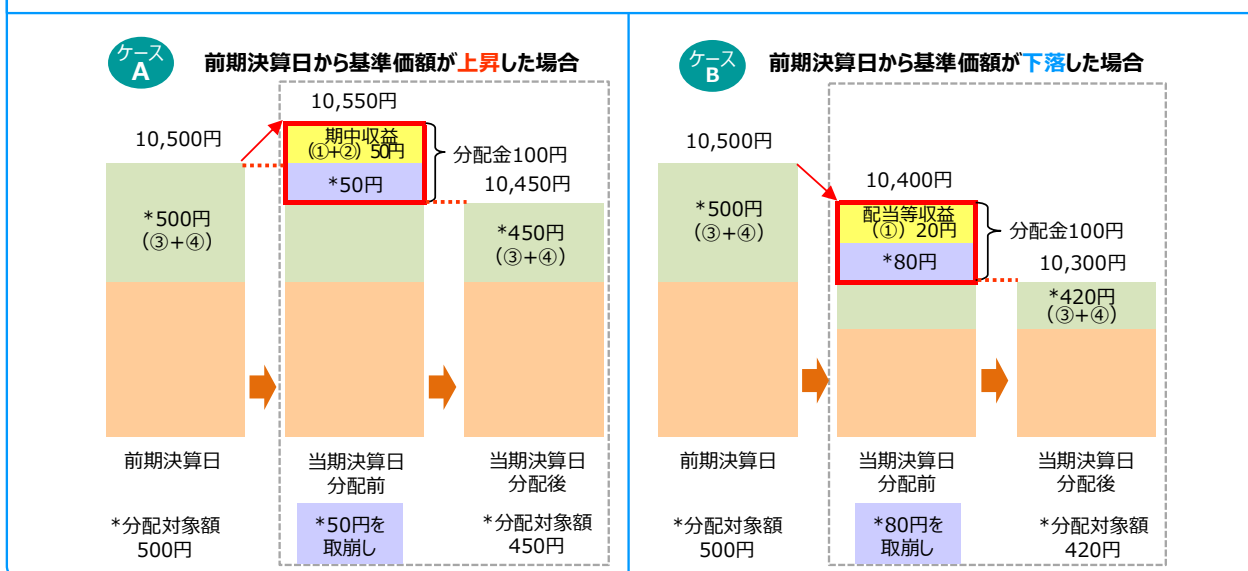 ケース
A
前期決算日から基準価額が上昇した場合
10,550円
10,500円
期中収益
(①+②) 50円
*50円
分配金100円
10,450円
*500円
(③+④)
*450円
(③+④)
前期決算日
当期決算日
分配前
当期決算日
分配後
*分配対象額
500円
*50円を
取崩し
*分配対象額
450円
ケース
B
前期決算日から基準価額が下落した場合
10,500円
10,400円
*500円
(③+④)
配当等収益
(①) 20円
*80円
分配金100円
10,300円
*420円
(③+④)
前期決算日
当期決算日
分配前
当期決算日
分配後
*分配対象額
500円
*80円を
取崩し
*分配対象額
420円